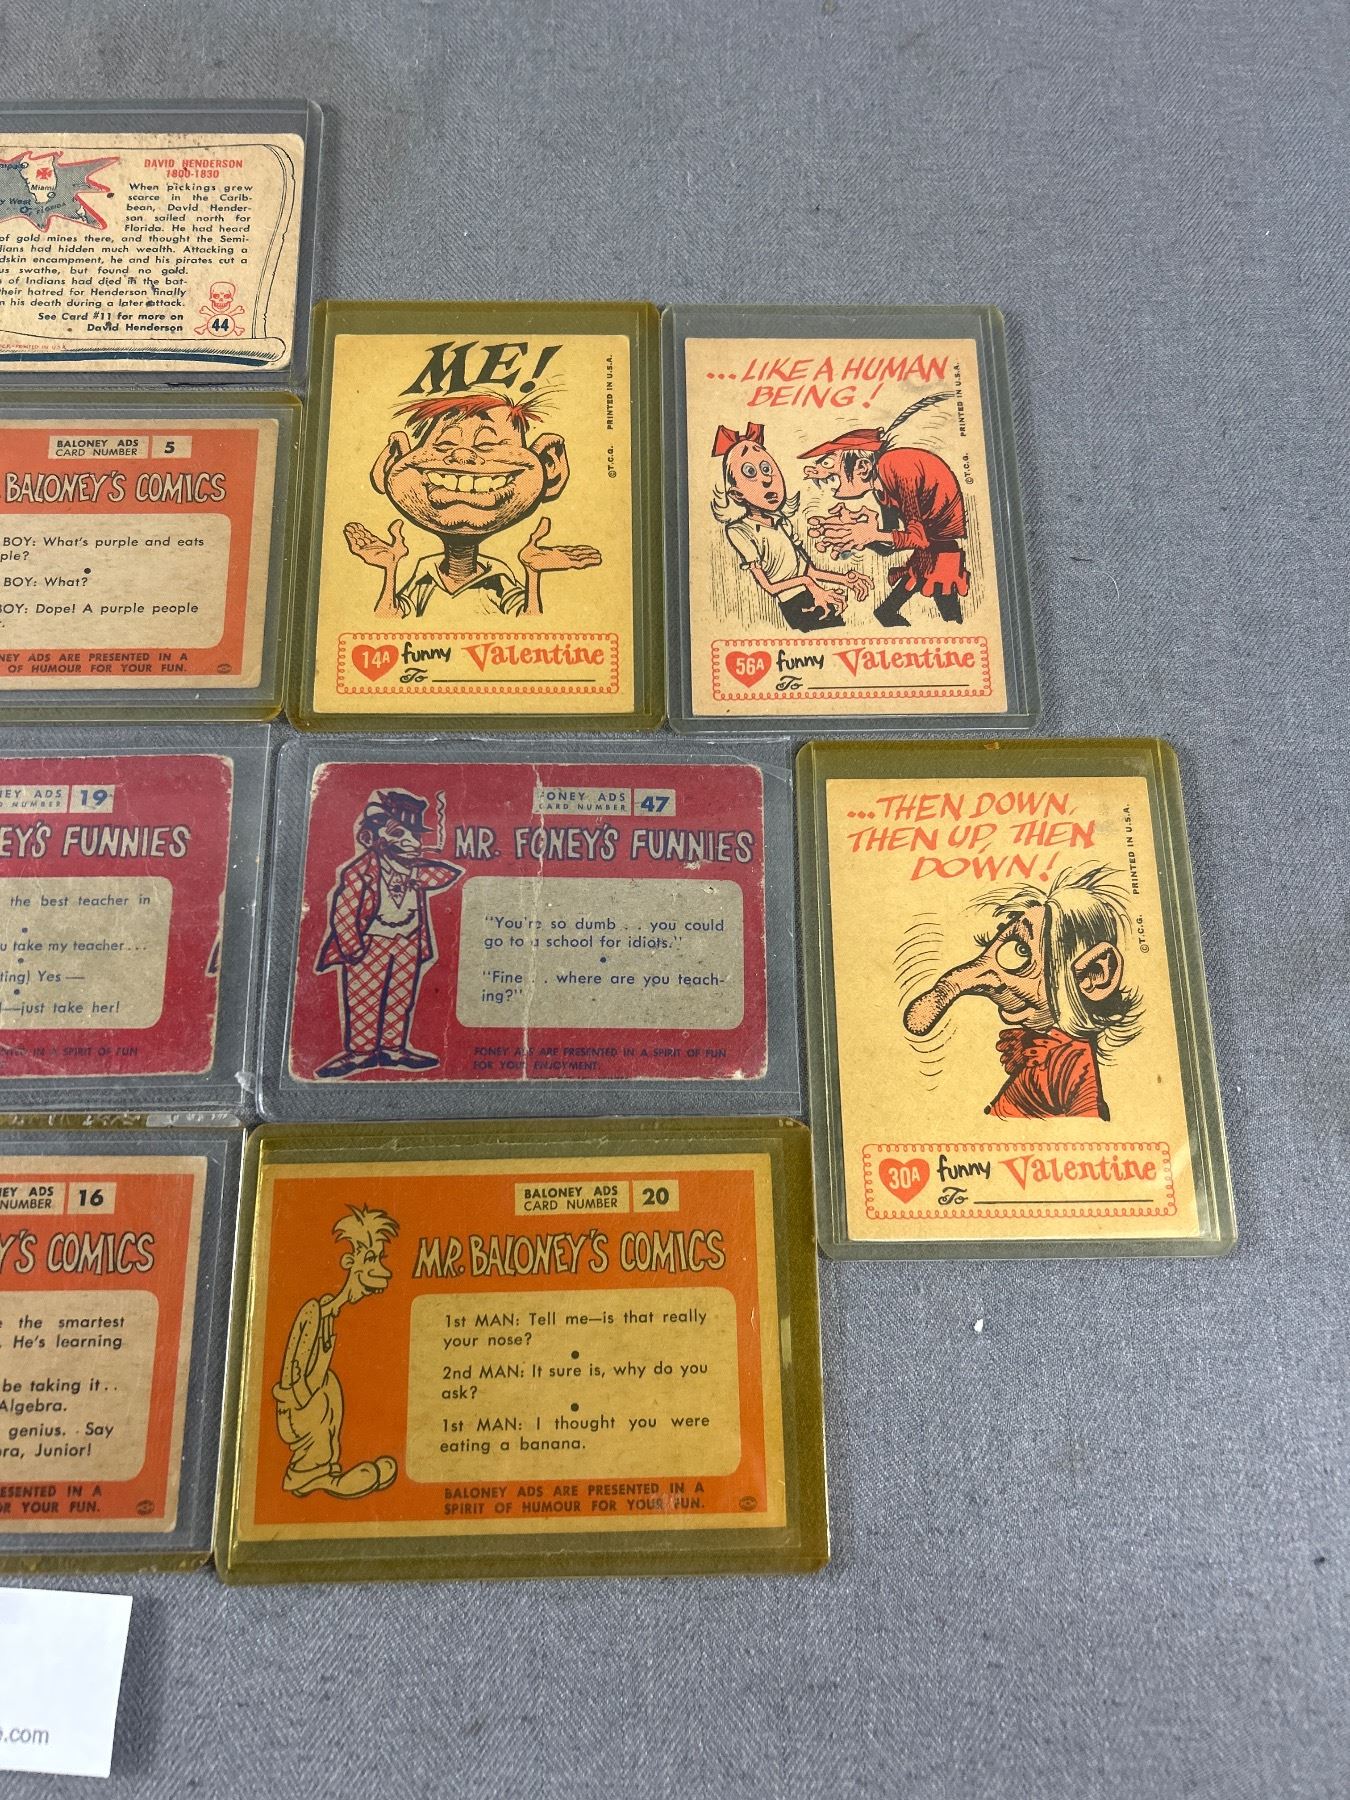 DAVID HENDERSON
1800-1830
Miami
West
FLORIDA
When pickings grew
scarce in the Carib-
bean, David Hender-
son sailed north for
Florida. He had heard
of gold mines there, and thought the Semi-
had hidden much wealth. Attacking a
encampment, he and his pirates cut a
swathe, but found no gold.
of Indians had died in the bat-
their hatred for Henderson finally
his death during a later attack.
See Card #11 for more on
David Henderson
44
PRINTED IN U.S.A.
BALONEY ADS
CARD NUMBER 5
BALONEY'S COMICS
BOY: What's purple and eats
BOY: What?
BOY: Dope! A purple people
ADS ARE PRESENTED IN A
OF HUMOUR FOR YOUR FUN.
ME!
©T.C.G. PRINTED IN U.S.A.
14A funny Valentine
To
...LIKE A HUMAN
BEING!
©T.C.G. PRINTED IN U.S.A.
56A funny Valentine
To
ADS
NUMBER 19
FUNNIES
the best teacher in
take my teacher...
Yes —
just take her!
IN A SPIRIT OF FUN
ONEY ADS
CARD NUMBER 47
MR. FONEY'S FUNNIES
"You're so dumb . . you could
go to a school for idiots."
"Fine . . where are you teach-
ing?"
FONEY ADS ARE PRESENTED IN A SPIRIT OF FUN
FOR YOUR ENJOYMENT.
...THEN DOWN,
THEN UP, THEN
DOWN!
©T.C.G. PRINTED IN U.S.A.
30A funny Valentine
To
ADS
NUMBER 16
COMICS
the smartest
He's learning
be taking it..
Algebra.
genius. Say
Junior!
IN A
YOUR FUN.
BALONEY ADS
CARD NUMBER 20
MR. BALONEY'S COMICS
1st MAN: Tell me—is that really
your nose?
2nd MAN: It sure is, why do you
ask?
1st MAN: I thought you were
eating a banana.
BALONEY ADS ARE PRESENTED IN A
SPIRIT OF HUMOUR FOR YOUR FUN.
.com